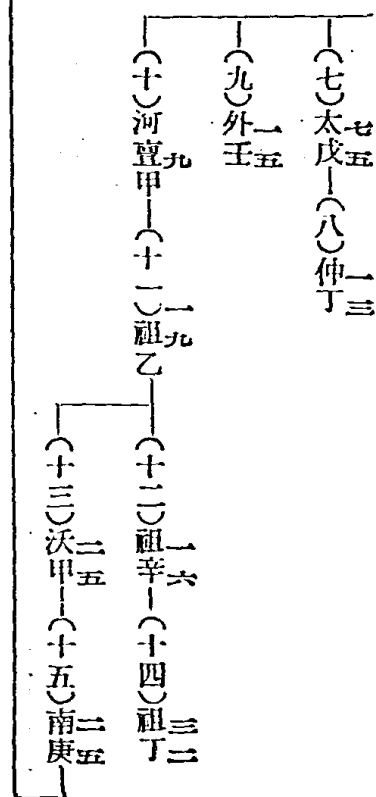 （七）太戊七五—（八）仲丁一三
（九）外壬一五
（十）河亶甲九—（十一）祖乙一九
（十二）祖辛一六—（十四）祖丁三二
（十三）沃甲二五—（十五）南庚二五